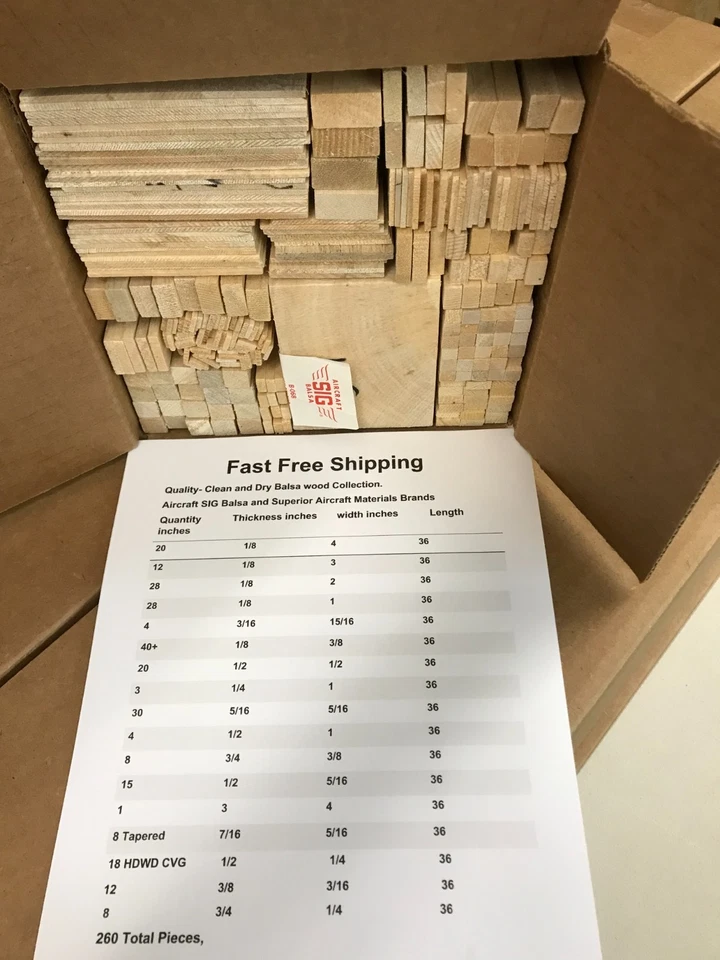 AIRCRAFT
SIG
BALSA
Fast Free Shipping
Quality- Clean and Dry Balsa wood Collection.
Aircraft SIG Balsa and Superior Aircraft Materials Brands
Quantity Thickness inches width inches Length
inches
20 1/8 4 36
12 1/8 3 36
28 1/8 2 36
28 1/8 1 36
4 3/16 15/16 36
40+ 1/8 3/8 36
20 1/2 1/2 36
3 1/4 1 36
30 5/16 5/16 36
4 1/2 1 36
8 3/4 3/8 36
15 1/2 5/16 36
1 3 4 36
8 Tapered 7/16 5/16 36
18 HDWD CVG 1/2 1/4 36
12 3/8 3/16 36
8 3/4 1/4 36
260 Total Pieces,